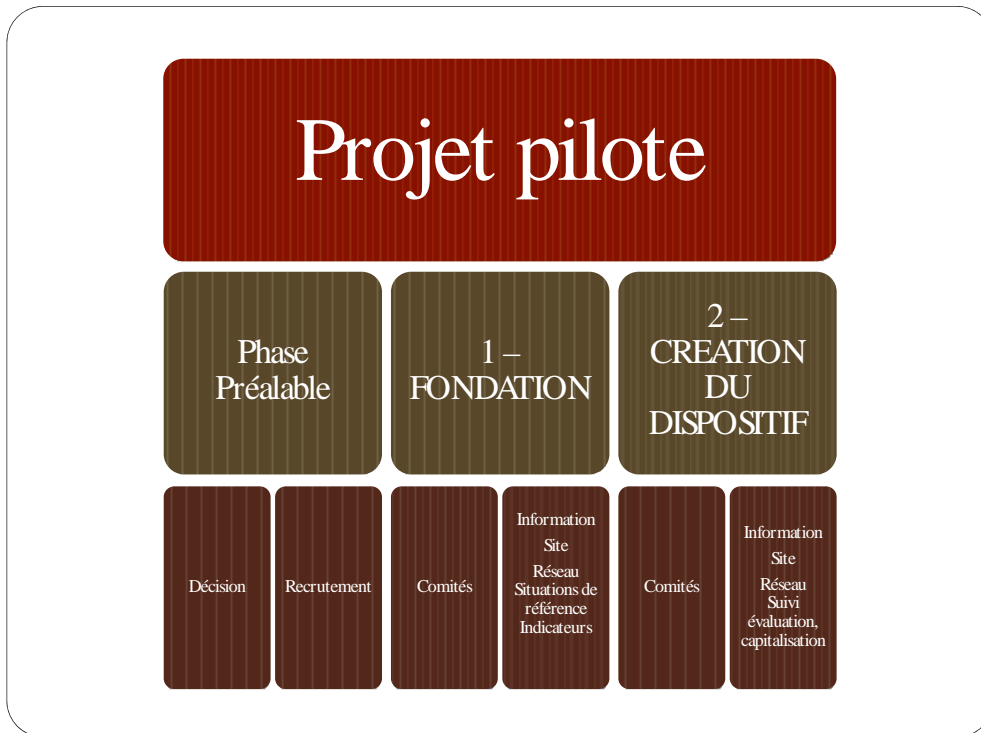 Projet pilote
Phase
Préalable
1 –
FONDATION
2 –
CREATION
DU
DISPOSITIF
Décision
Recrutement
Comités
Information
Site
Réseau
Situations de
référence
Indicateurs
Comités
Information
Site
Réseau
Suivi
évaluation,
capitalisation